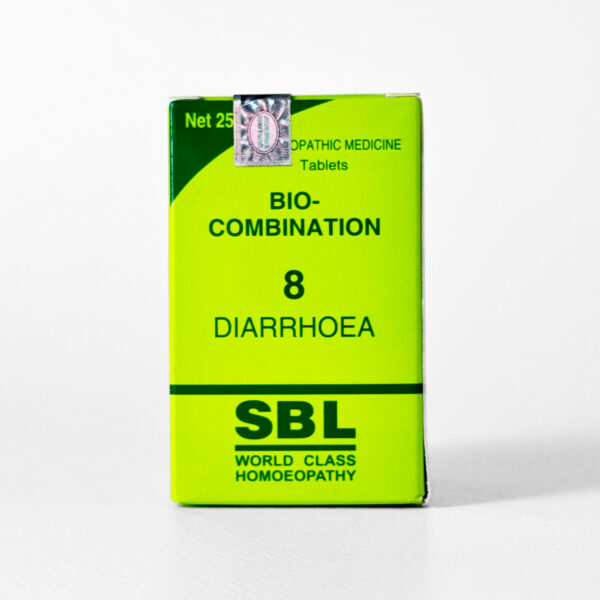 Net 25
OPATHIC MEDICINE
Tablets
BIO-
COMBINATION
8
DIARRHOEA
SBL
WORLD CLASS
HOMOEOPATHY